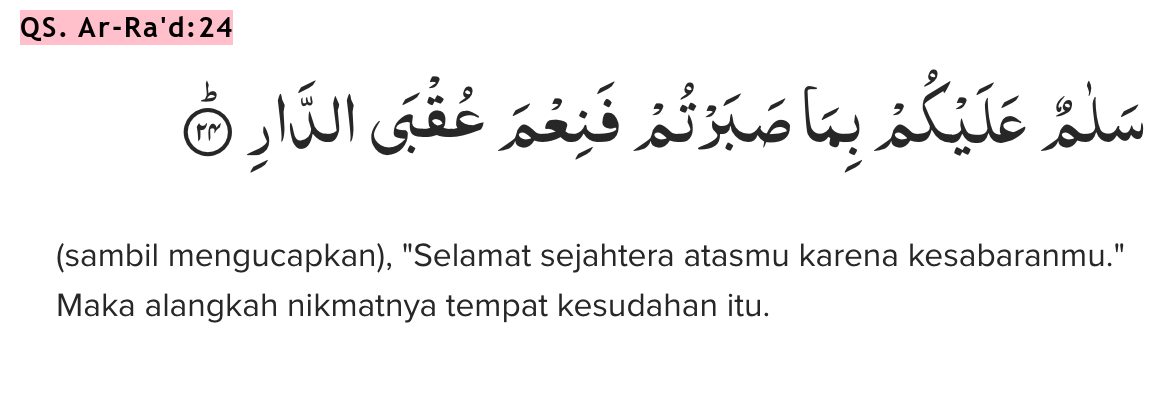 QS. Ar-Ra'd:24
سَلٰمٌ عَلَيْكُمْ بِمَا صَبَرْتُمْ فَنِعْمَ عُقْبَى الدَّارِ ۗ ﴿٢٤﴾
(sambil mengucapkan), "Selamat sejahtera atasmu karena kesabaranmu."
Maka alangkah nikmatnya tempat kesudahan itu.